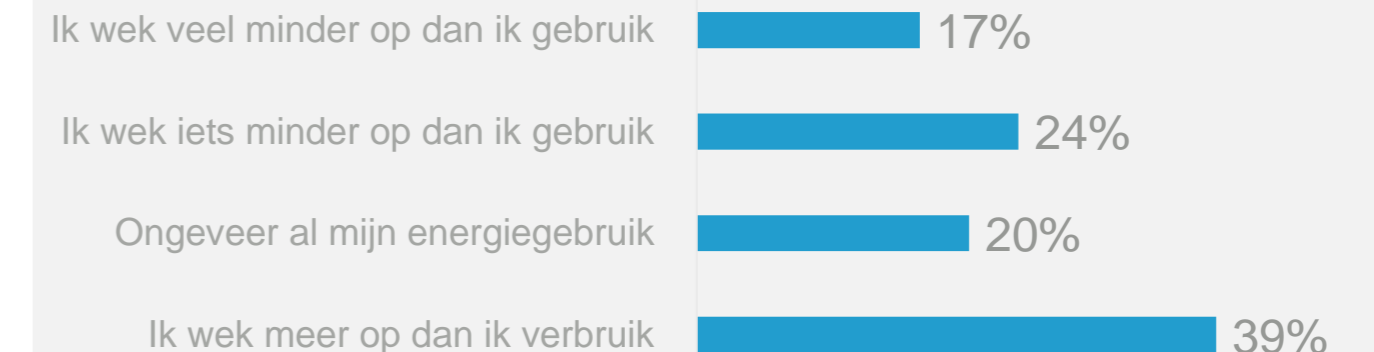 Ik wek veel minder op dan ik gebruik 17%
Ik wek iets minder op dan ik gebruik 24%
Ongeveer al mijn energiegebruik 20%
Ik wek meer op dan ik verbruik 39%